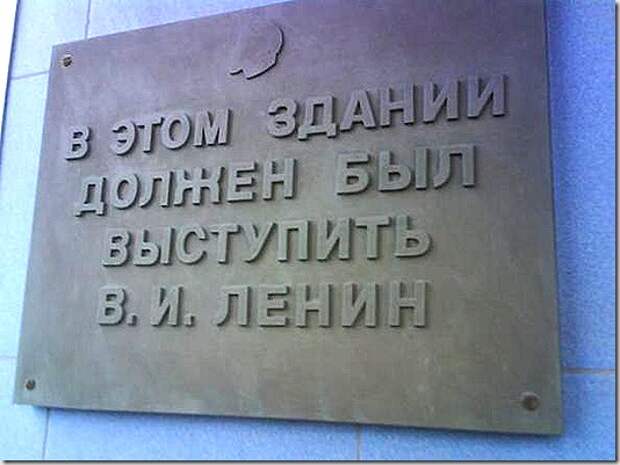 В ЭТОМ ЗДАНИИ
ДОЛЖЕН БЫЛ
ВЫСТУПИТЬ
В. И. ЛЕНИН